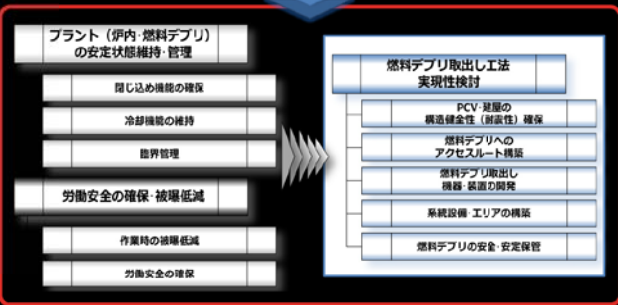 プラント（炉内・燃料デブリ）
の安定状態維持・管理
閉じ込め機能の確保
冷却機能の維持
臨界管理
労働安全の確保・被曝低減
作業時の被曝低減
労働安全の確保
燃料デブリ取出し工法
実現性検討
PCV・建屋の
構造健全性（耐震性）確保
燃料デブリへの
アクセスルート構築
燃料デブリ取出し
機器・装置の開発
系統設備・エリアの構築
燃料デブリの安全・安定保管